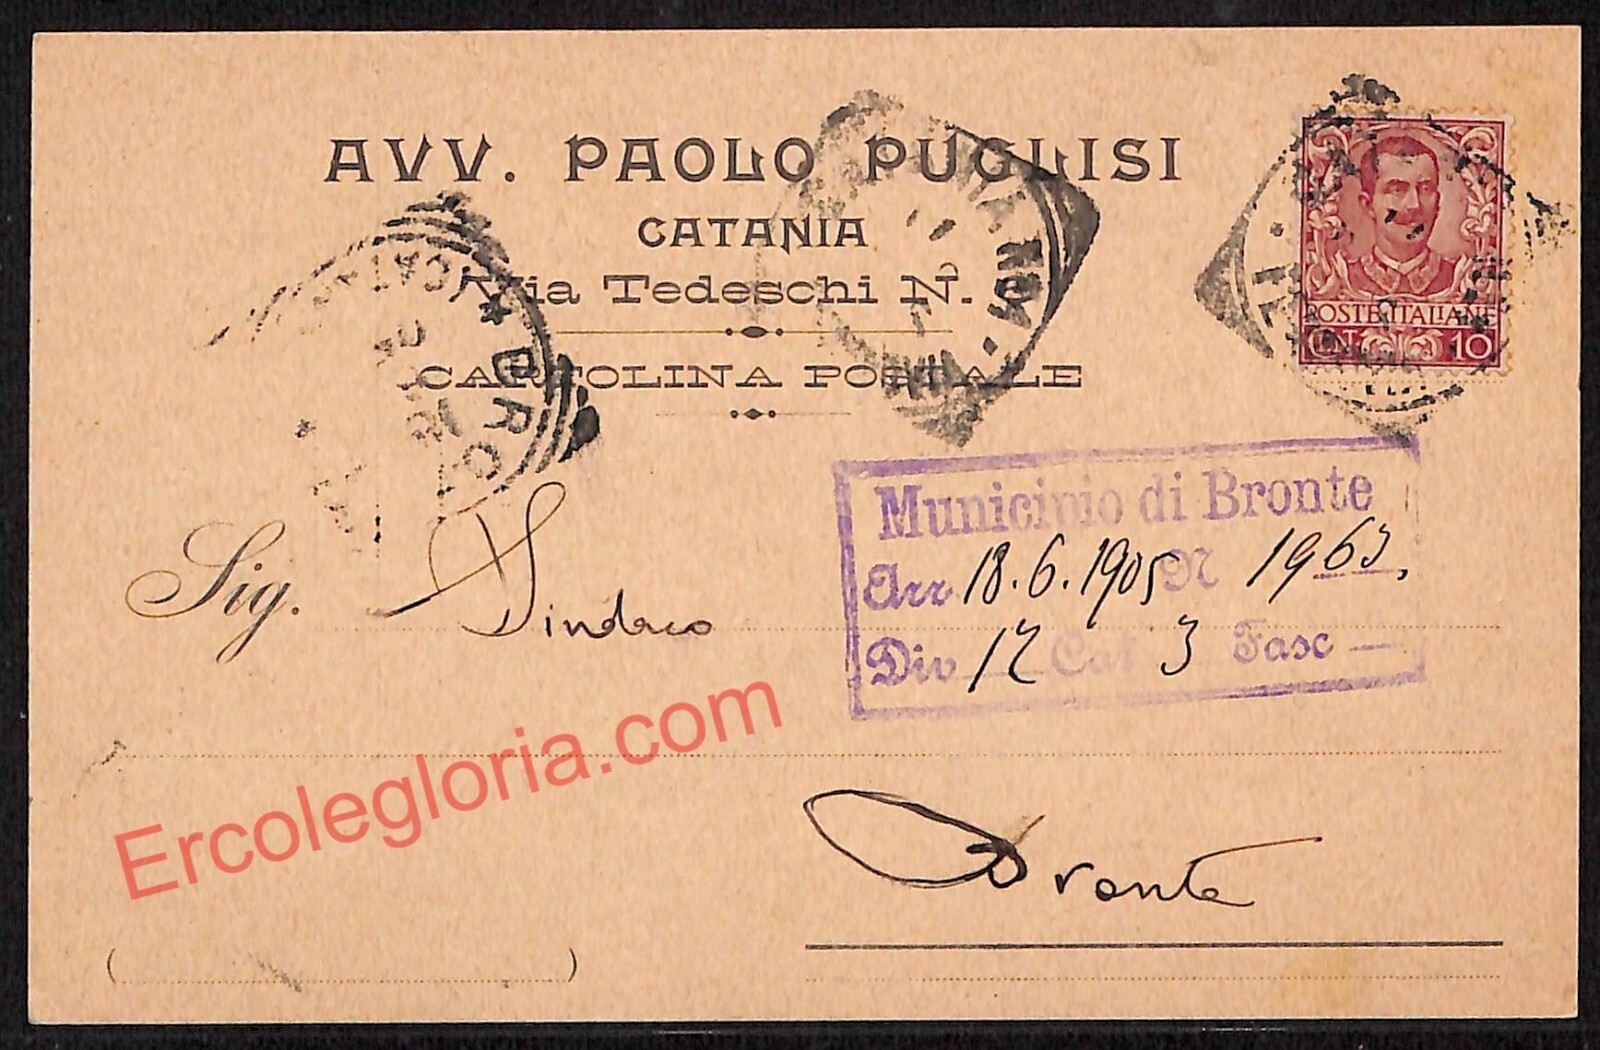 AVV. PAOLO PUGLISI
CATANIA
Via Tedeschi N.
CARTOLINA POSTALE
POSTE ITALIANE
CENT. 10
Municipio di Bronte
Arr 18.6.1905 N 1963,
Div 12 Cat 3 Fasc —
Sig. Sindaco
Bronte
Ercolegloria.com